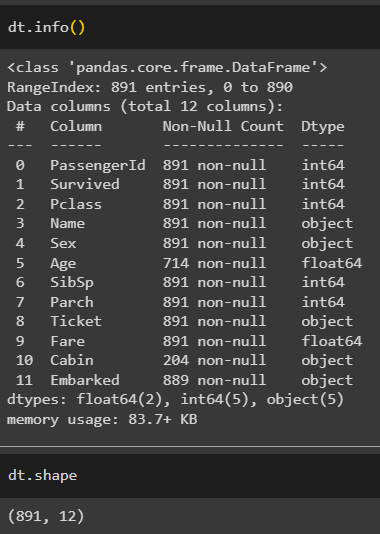 dt.info()
<class 'pandas.core.frame.DataFrame'>
RangeIndex: 891 entries, 0 to 890
Data columns (total 12 columns):
 #   Column       Non-Null Count  Dtype
---  ------       --------------  -----
 0   PassengerId  891 non-null    int64
 1   Survived     891 non-null    int64
 2   Pclass       891 non-null    int64
 3   Name         891 non-null    object
 4   Sex          891 non-null    object
 5   Age          714 non-null    float64
 6   SibSp        891 non-null    int64
 7   Parch        891 non-null    int64
 8   Ticket       891 non-null    object
 9   Fare         891 non-null    float64
 10  Cabin        204 non-null    object
 11  Embarked     889 non-null    object
dtypes: float64(2), int64(5), object(5)
memory usage: 83.7+ KB
dt.shape
(891, 12)